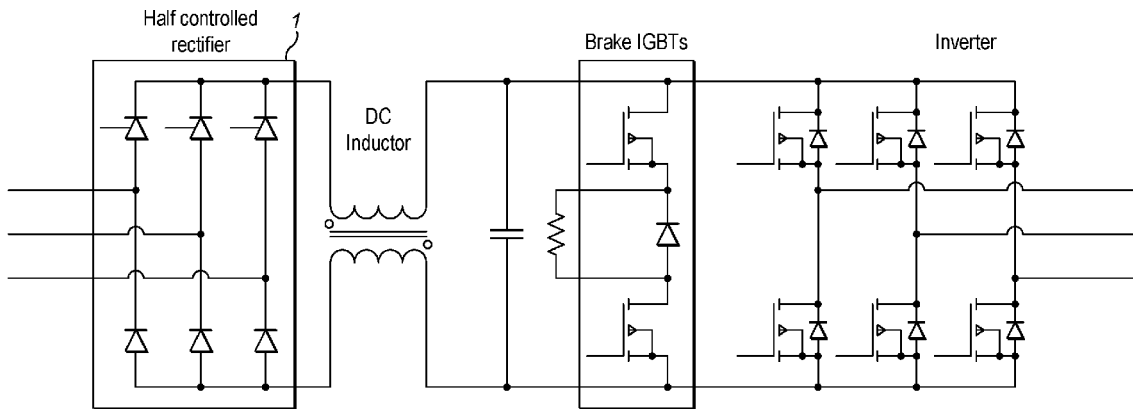 Half controlled
rectifier
1
DC
Inductor
Brake IGBTs
Inverter